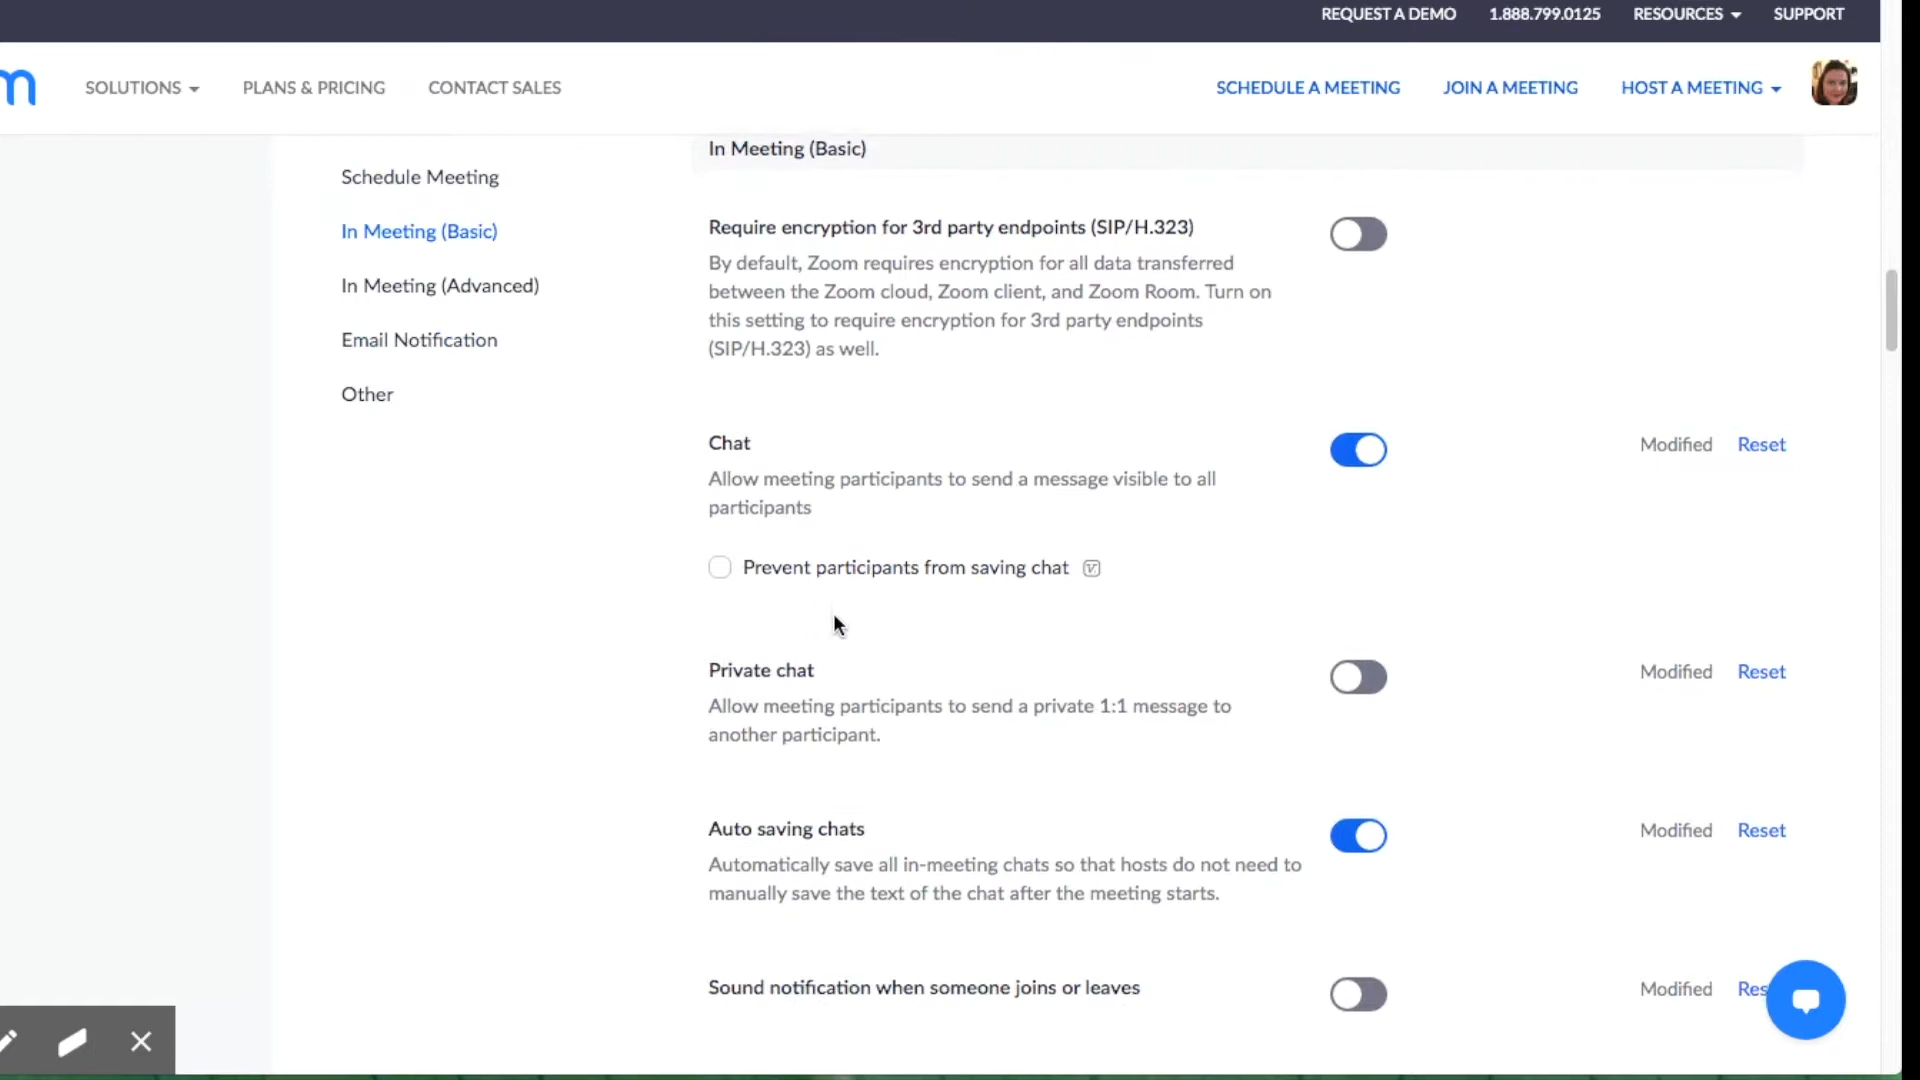 REQUEST A DEMO 1.888.799.0125 RESOURCES SUPPORT
m SOLUTIONS PLANS & PRICING CONTACT SALES SCHEDULE A MEETING JOIN A MEETING HOST A MEETING
Schedule Meeting
In Meeting (Basic)
In Meeting (Advanced)
Email Notification
Other
In Meeting (Basic)
Require encryption for 3rd party endpoints (SIP/H.323)
By default, Zoom requires encryption for all data transferred
between the Zoom cloud, Zoom client, and Zoom Room. Turn on
this setting to require encryption for 3rd party endpoints
(SIP/H.323) as well.
Chat Modified Reset
Allow meeting participants to send a message visible to all
participants
Prevent participants from saving chat
Private chat Modified Reset
Allow meeting participants to send a private 1:1 message to
another participant.
Auto saving chats Modified Reset
Automatically save all in-meeting chats so that hosts do not need to
manually save the text of the chat after the meeting starts.
Sound notification when someone joins or leaves Modified Res